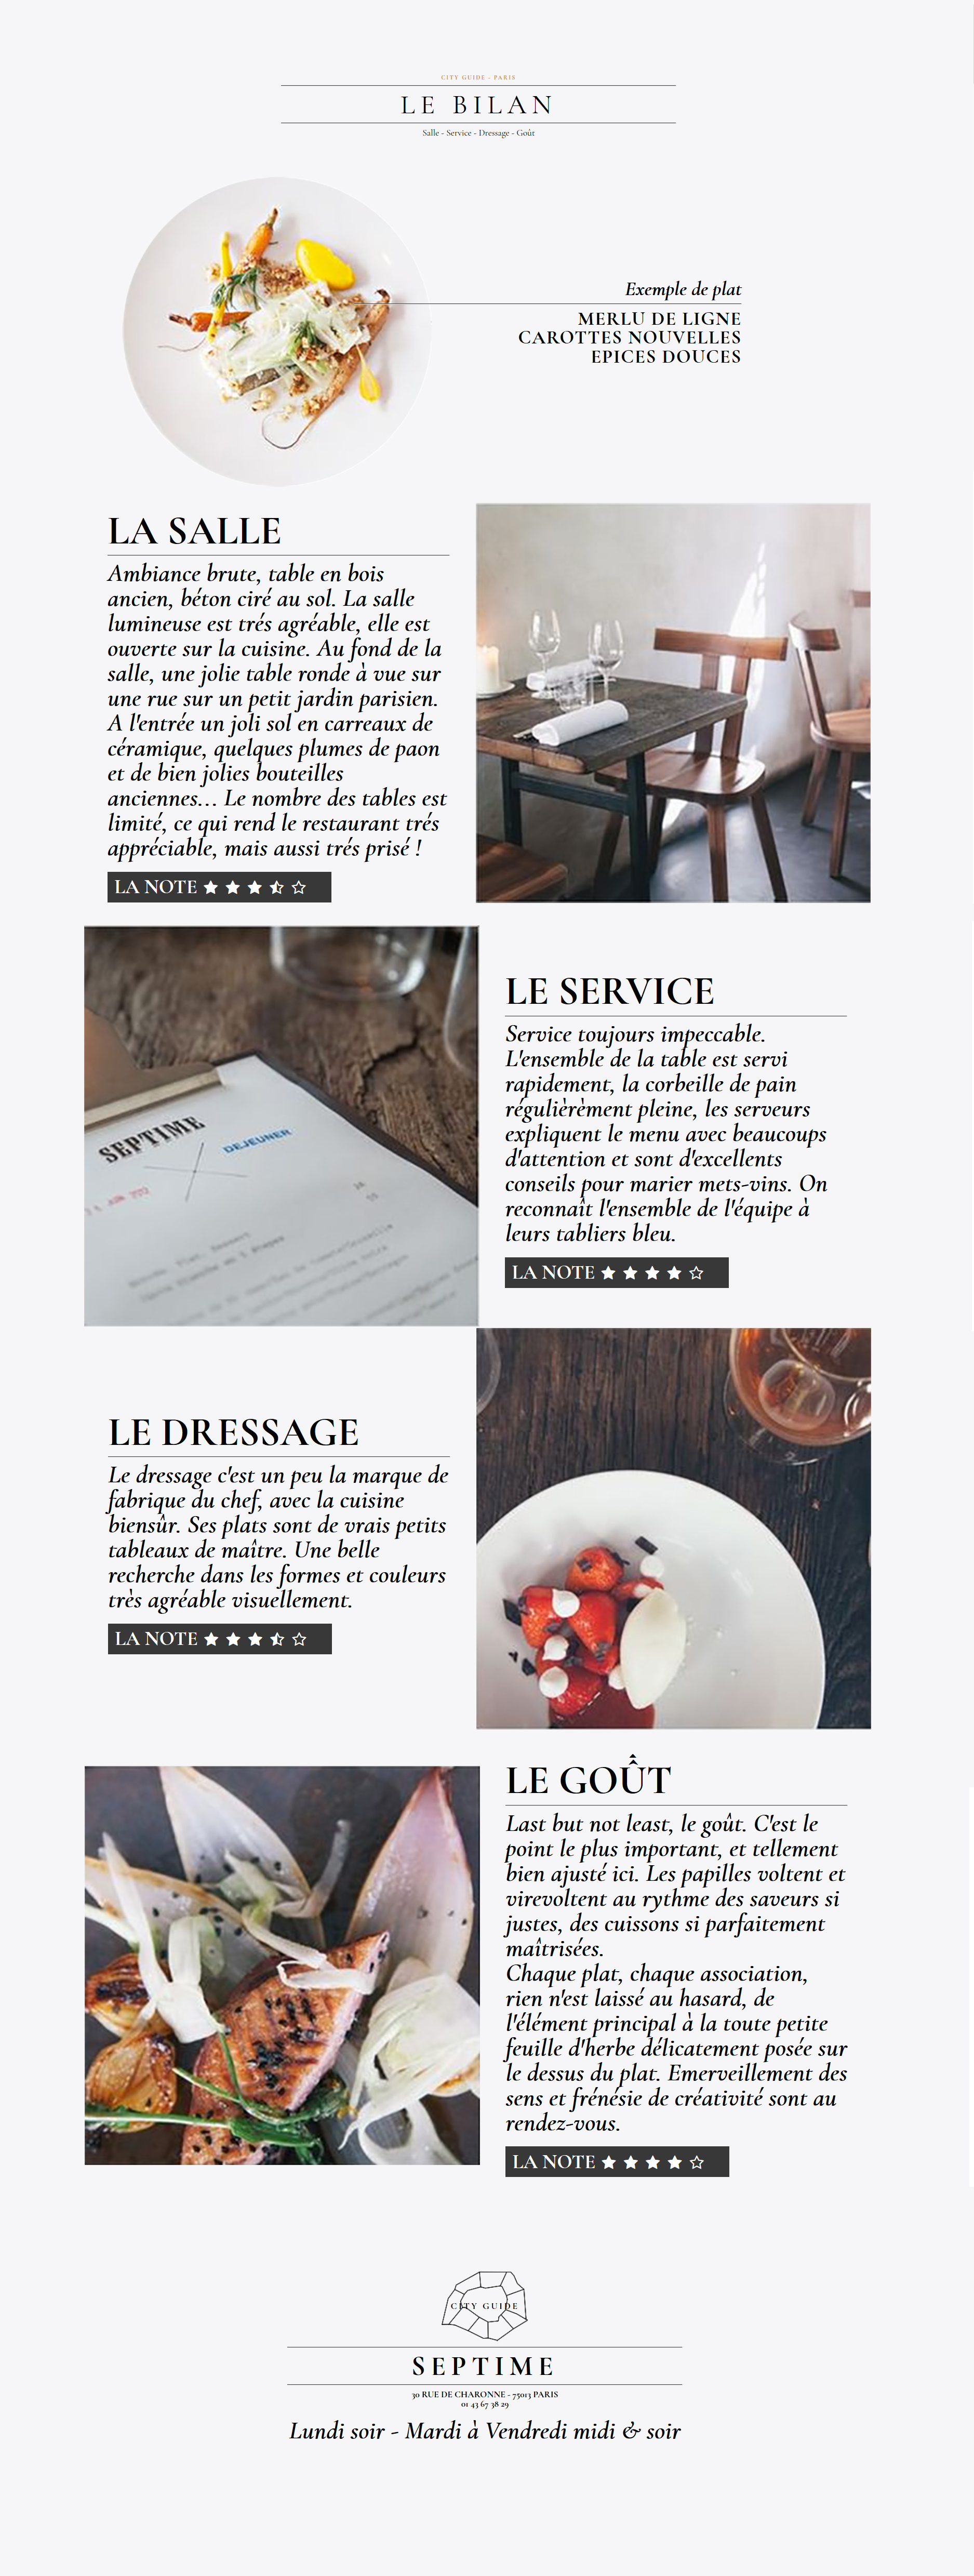 CITY GUIDE - PARIS
LE BILAN
Salle - Service - Dressage - Goût
Exemple de plat
MERLU DE LIGNE
CAROTTES NOUVELLES
EPICES DOUCES
LA SALLE
Ambiance brute, table en bois
ancien, béton ciré au sol. La salle
lumineuse est trés agréable, elle est
ouverte sur la cuisine. Au fond de la
salle, une jolie table ronde à vue sur
une rue sur un petit jardin parisien.
A l'entrée un joli sol en carreaux de
céramique, quelques plumes de paon
et de bien jolies bouteilles
anciennes... Le nombre des tables est
limité, ce qui rend le restaurant trés
appréciable, mais aussi trés prisé !
LA NOTE
SEPTIME
DEJEUNER
LE SERVICE
Service toujours impeccable.
L'ensemble de la table est servi
rapidement, la corbeille de pain
régulièrèment pleine, les serveurs
expliquent le menu avec beaucoups
d'attention et sont d'excellents
conseils pour marier mets-vins. On
reconnaît l'ensemble de l'équipe à
leurs tabliers bleu.
LA NOTE
LE DRESSAGE
Le dressage c'est un peu la marque de
fabrique du chef, avec la cuisine
biensûr. Ses plats sont de vrais petits
tableaux de maître. Une belle
recherche dans les formes et couleurs
très agréable visuellement.
LA NOTE
LE GOÛT
Last but not least, le goût. C'est le
point le plus important, et tellement
bien ajusté ici. Les papilles voltent et
virevoltent au rythme des saveurs si
justes, des cuissons si parfaitement
maîtrisées.
Chaque plat, chaque association,
rien n'est laissé au hasard, de
l'élément principal à la toute petite
feuille d'herbe délicatement posée sur
le dessus du plat. Emerveillement des
sens et frénésie de créativité sont au
rendez-vous.
LA NOTE
CITY GUIDE
SEPTIME
30 RUE DE CHARONNE - 75013 PARIS
01 43 67 38 29
Lundi soir - Mardi à Vendredi midi & soir